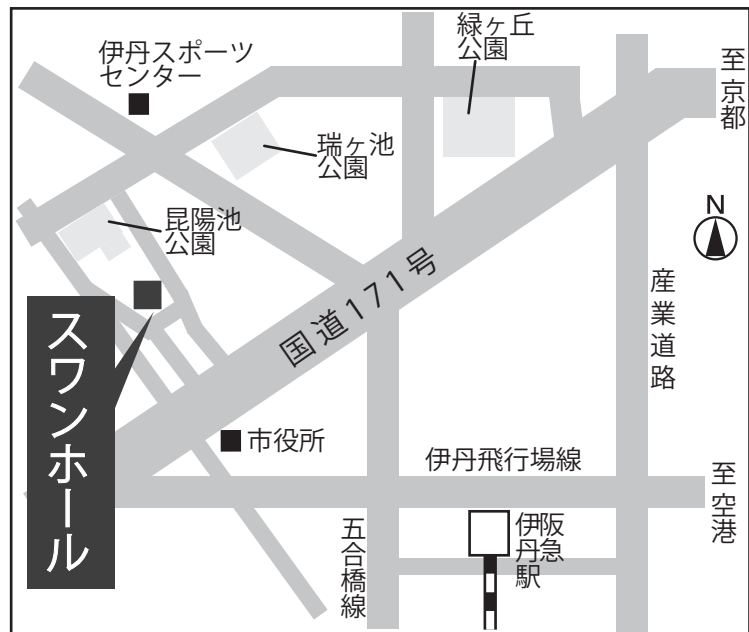 伊丹スポーツ
センター
緑ヶ丘
公園
至京都
瑞ヶ池
公園
昆陽池
公園
N
国道171号
産業道路
スワンホール
市役所
伊丹飛行場線
至空港
五合橋線
阪急
伊丹駅